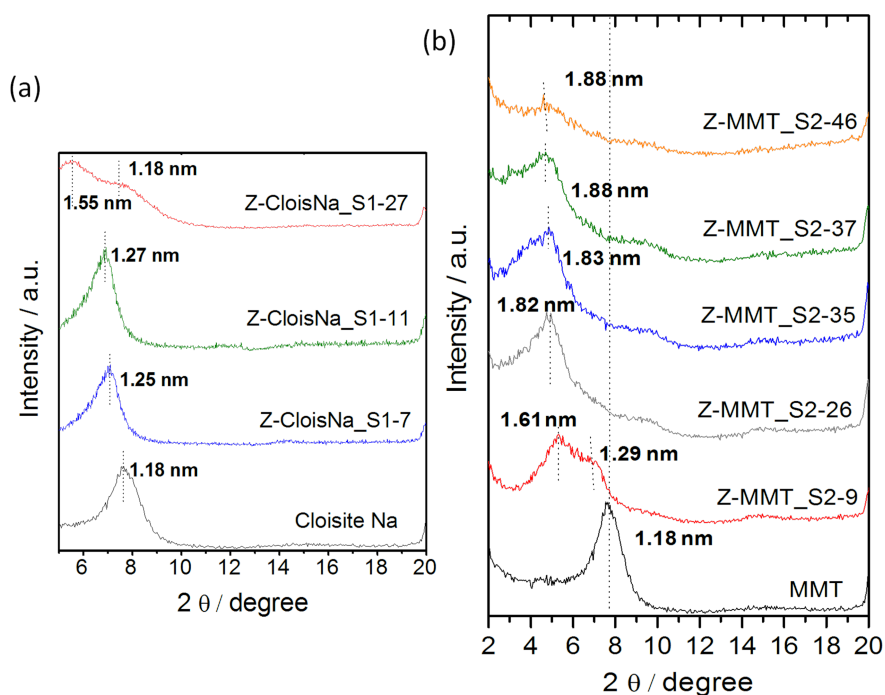 (a)
Intensity / a.u.
1.18 nm
1.55 nm
Z-CloisNa_S1-27
1.27 nm
Z-CloisNa_S1-11
1.25 nm
Z-CloisNa_S1-7
1.18 nm
Cloisite Na
6 8 10 12 14 16 18 20
2 θ / degree
(b)
Intensity / a.u.
1.88 nm
Z-MMT_S2-46
1.88 nm
Z-MMT_S2-37
1.83 nm
Z-MMT_S2-35
1.82 nm
Z-MMT_S2-26
1.61 nm
1.29 nm
Z-MMT_S2-9
1.18 nm
MMT
2 4 6 8 10 12 14 16 18 20
2 θ / degree